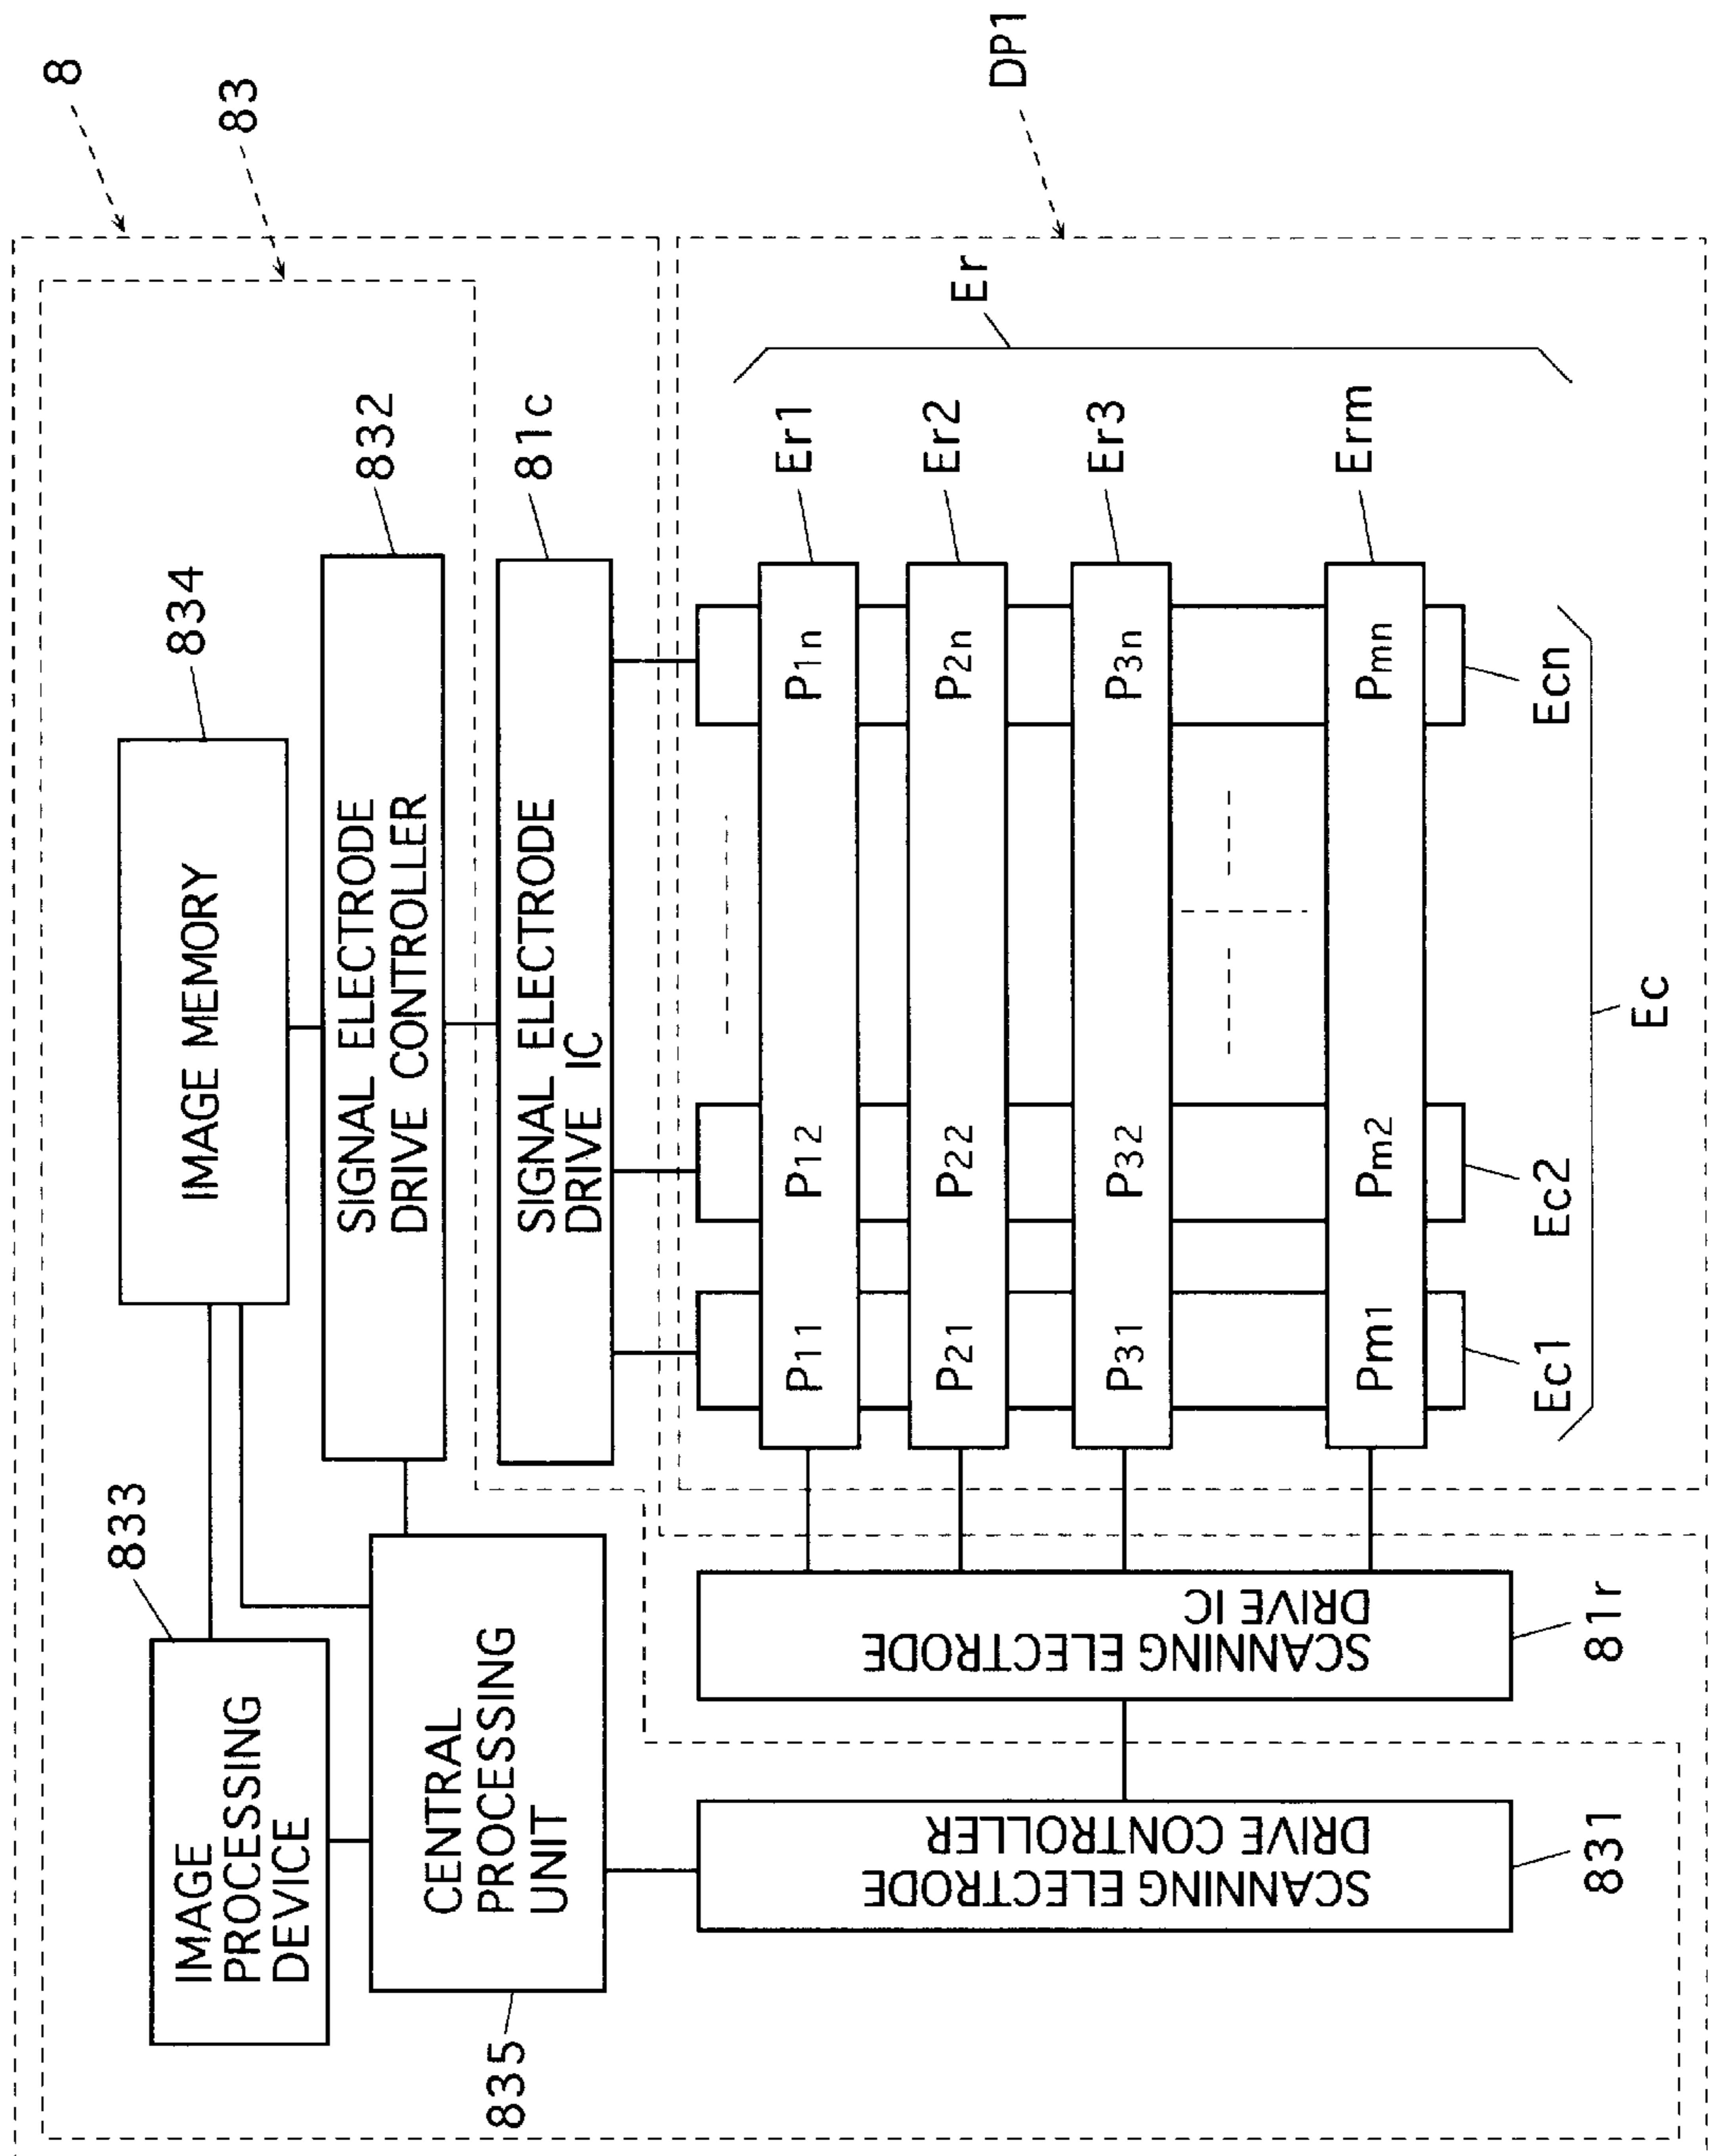 8
83
DP1
833
IMAGE
PROCESSING
DEVICE
IMAGE MEMORY
834
SIGNAL ELECTRODE
DRIVE CONTROLLER
832
835
CENTRAL
PROCESSING
UNIT
SIGNAL ELECTRODE
DRIVE IC
81c
SCANNING ELECTRODE
DRIVE CONTROLLER
831
SCANNING ELECTRODE
DRIVE IC
81r
P11 P12 P1n Er1
P21 P22 P2n Er2
P31 P32 P3n Er3
Pm1 Pm2 Pmn Erm
Er
Ec1 Ec2 Ecn
Ec